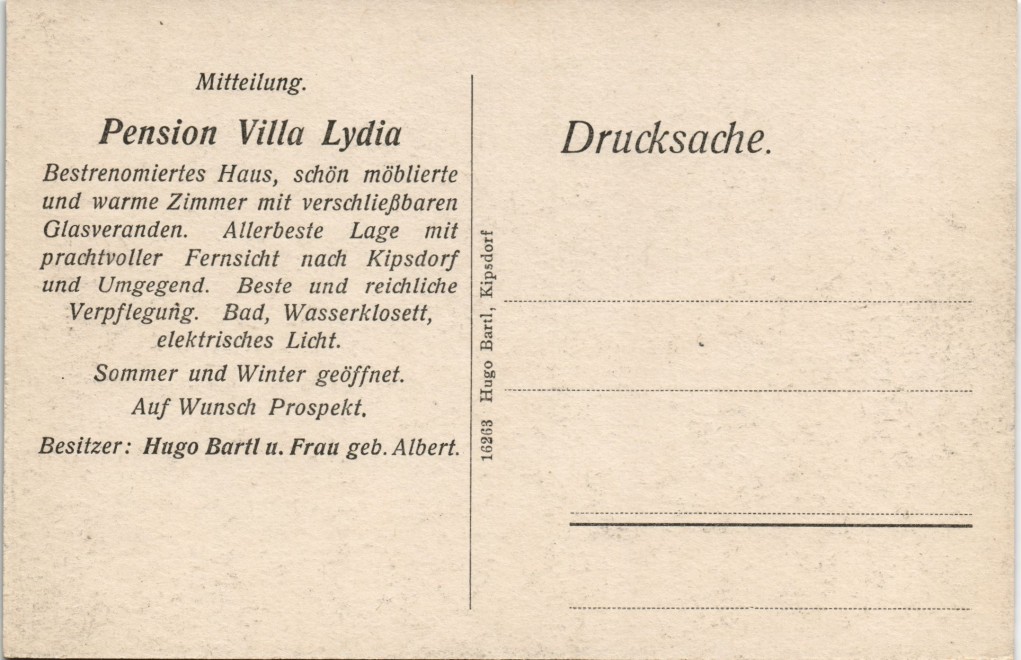 Mitteilung.
Pension Villa Lydia
Bestrenomiertes Haus, schön möblierte
und warme Zimmer mit verschließbaren
Glasveranden. Allerbeste Lage mit
prachtvoller Fernsicht nach Kipsdorf
und Umgegend. Beste und reichliche
Verpflegung. Bad, Wasserklosett,
elektrisches Licht.
Sommer und Winter geöffnet.
Auf Wunsch Prospekt.
Besitzer: Hugo Bartl u. Frau geb. Albert.
16263 Hugo Bartl, Kipsdorf
Drucksache.